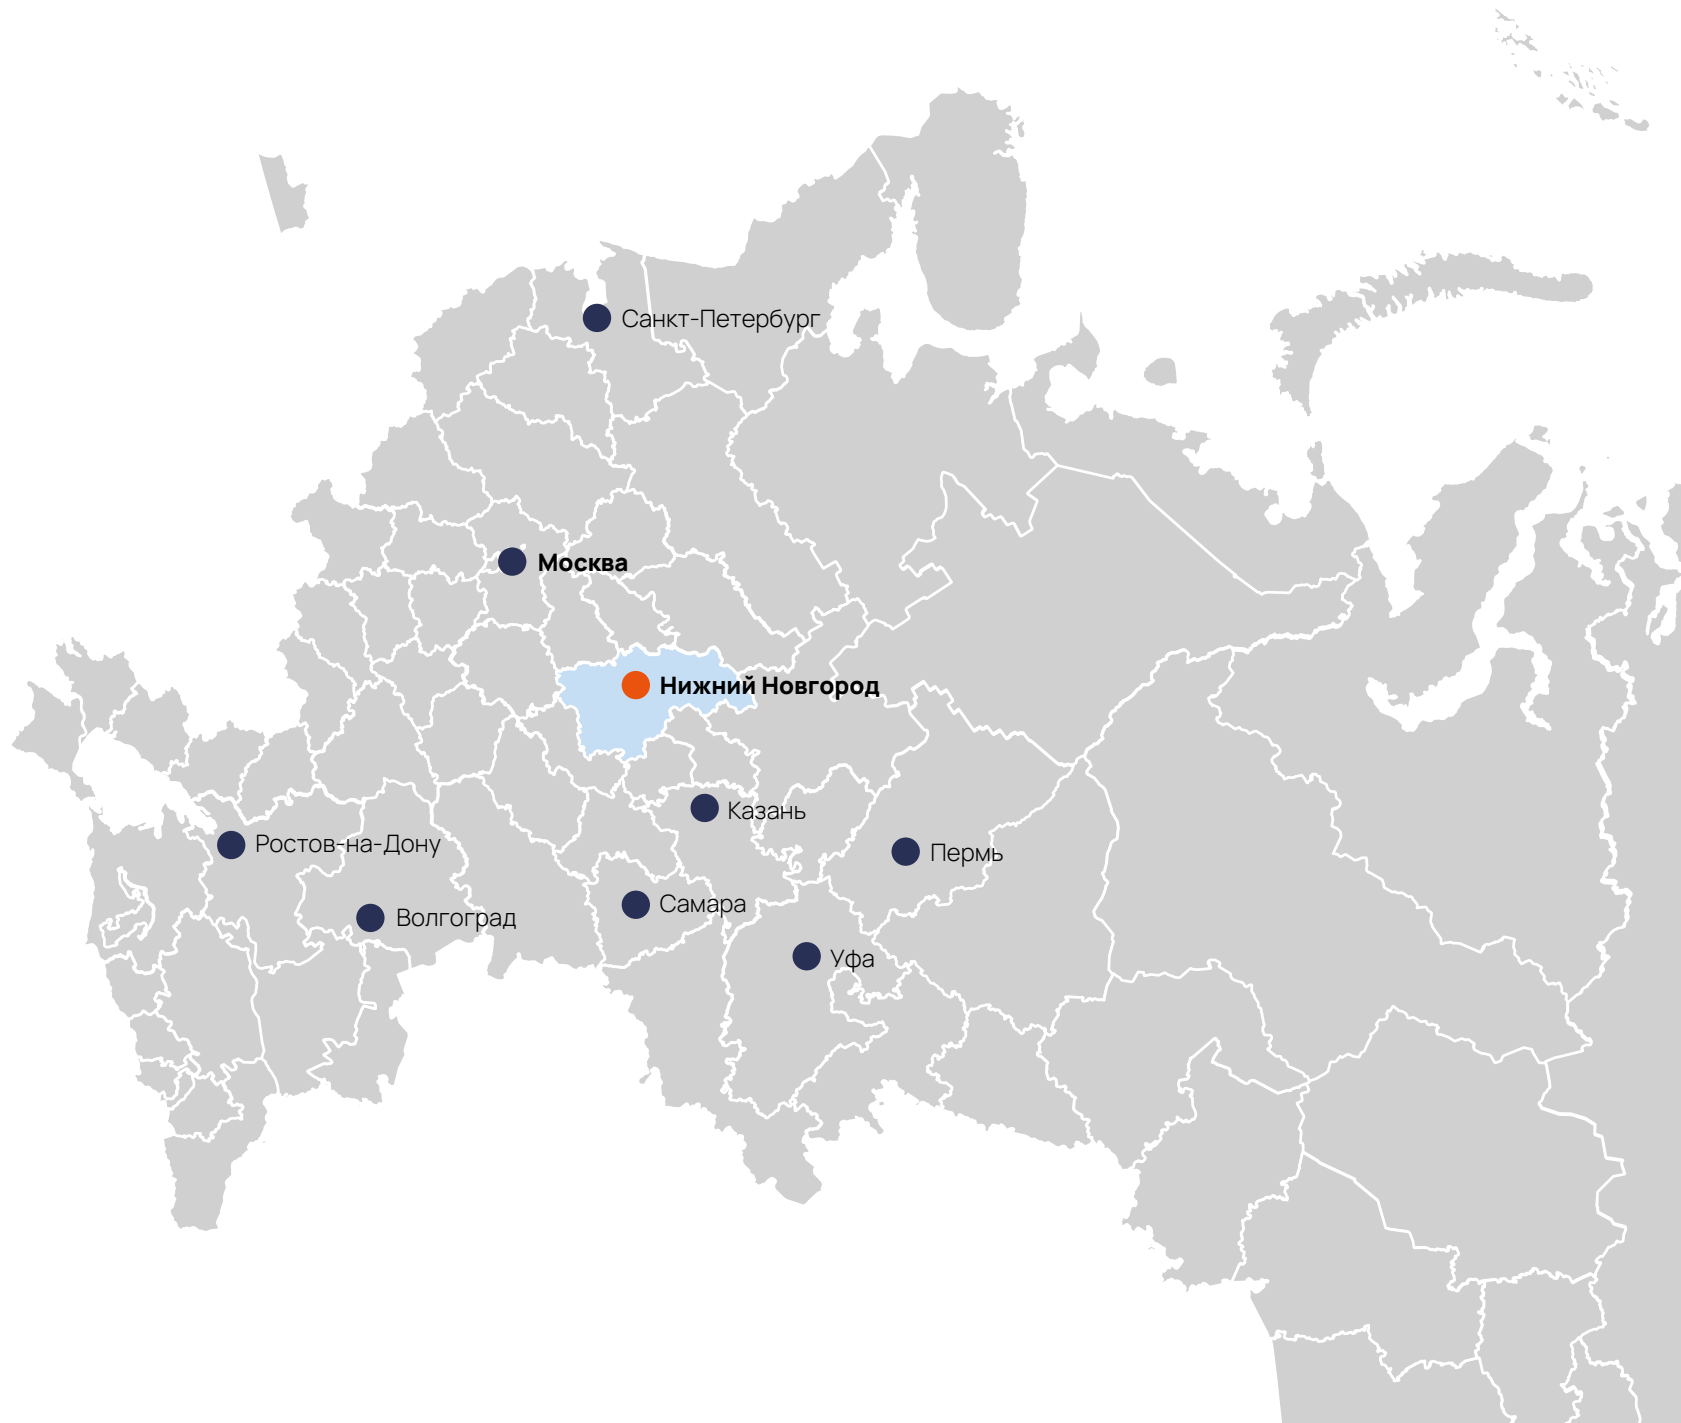 Санкт-Петербург
Москва
Нижний Новгород
Казань
Ростов-на-Дону
Пермь
Самара
Волгоград
Уфа